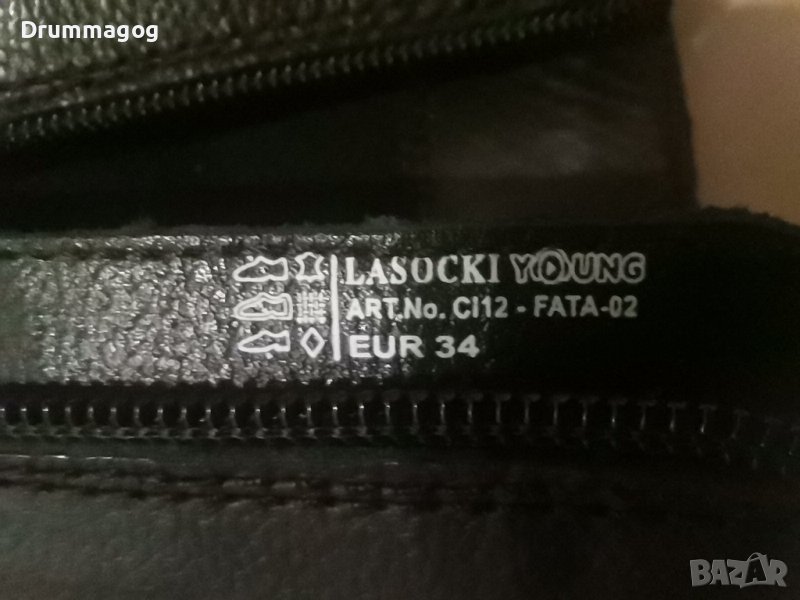 Drummagog
LASOCKI YOUNG
ART.No. CI12 - FATA-02
EUR 34
BAZAR